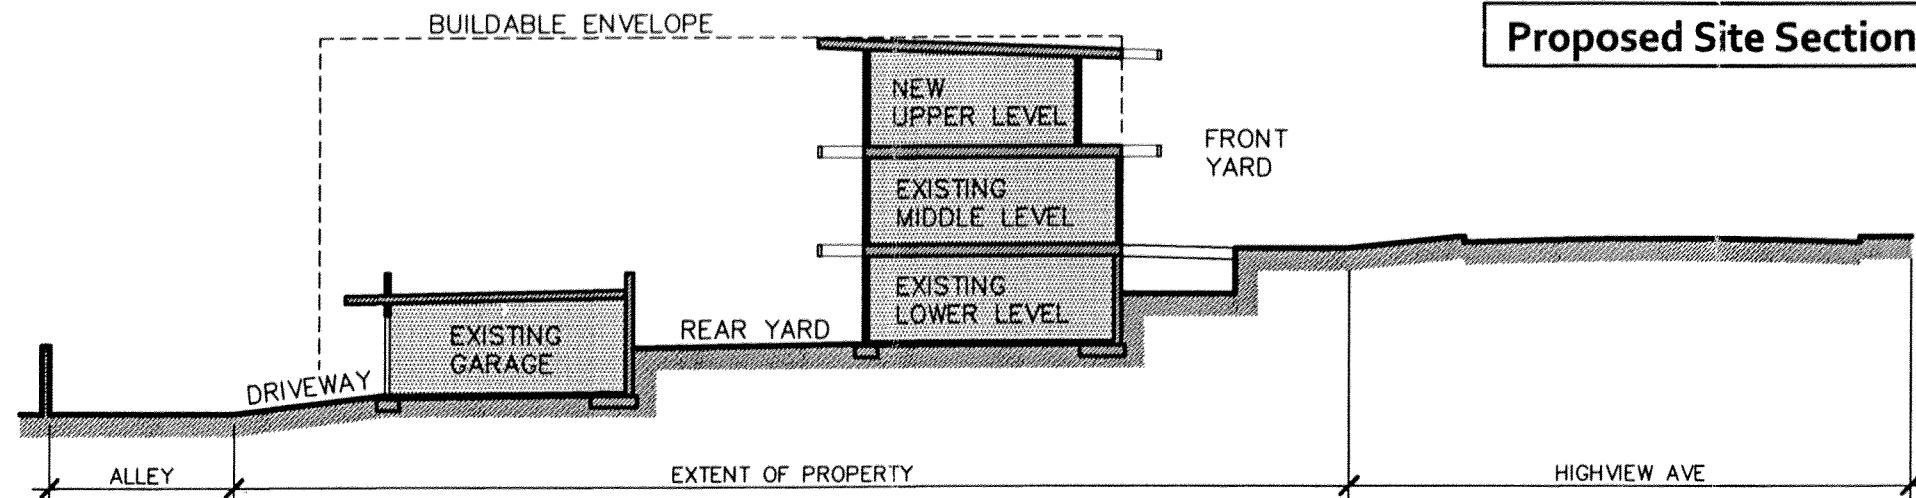 BUILDABLE ENVELOPE
Proposed Site Section
NEW
UPPER LEVEL
FRONT
YARD
EXISTING
MIDDLE LEVEL
EXISTING
LOWER LEVEL
REAR YARD
EXISTING
GARAGE
DRIVEWAY
ALLEY
EXTENT OF PROPERTY
HIGHVIEW AVE